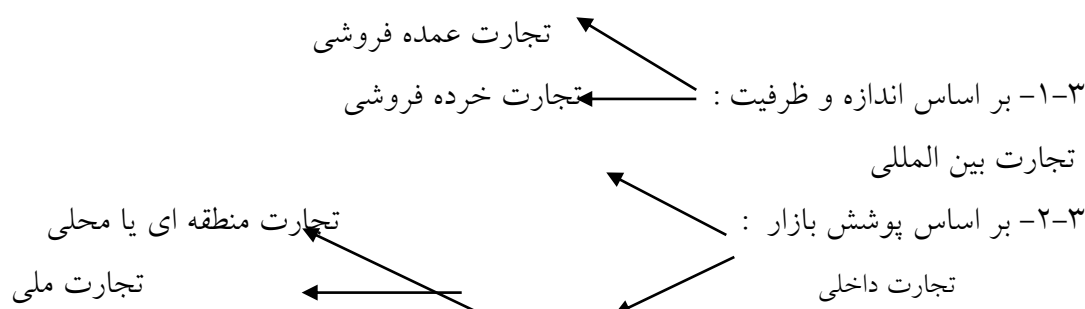 تجارت عمده فروشی
۳-۱- بر اساس اندازه و ظرفیت : تجارت خرده فروشی
تجارت بین المللی
۳-۲- بر اساس پوشش بازار : تجارت منطقه ای یا محلی
تجارت داخلی تجارت ملی